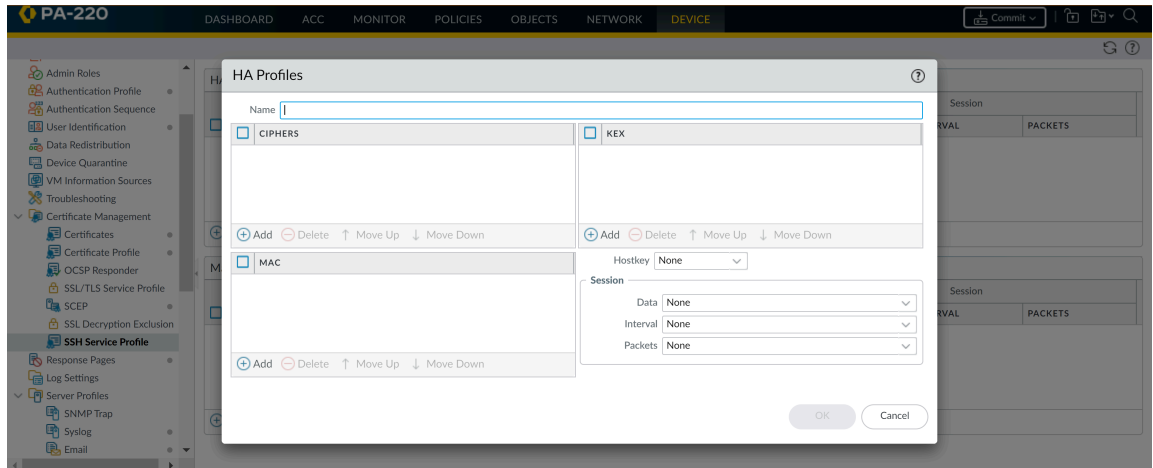 PA-220
DASHBOARD ACC MONITOR POLICIES OBJECTS NETWORK DEVICE
Commit
Admin Roles
Authentication Profile
Authentication Sequence
User Identification
Data Redistribution
Device Quarantine
VM Information Sources
Troubleshooting
Certificate Management
Certificates
Certificate Profile
OCSP Responder
SSL/TLS Service Profile
SCEP
SSL Decryption Exclusion
SSH Service Profile
Response Pages
Log Settings
Server Profiles
SNMP Trap
Syslog
Email
HA Profiles
Name
CIPHERS
Add Delete Move Up Move Down
KEX
Add Delete Move Up Move Down
MAC
Add Delete Move Up Move Down
Hostkey None
Session
Data None
Interval None
Packets None
OK Cancel
Session
RVAL PACKETS
Session
RVAL PACKETS